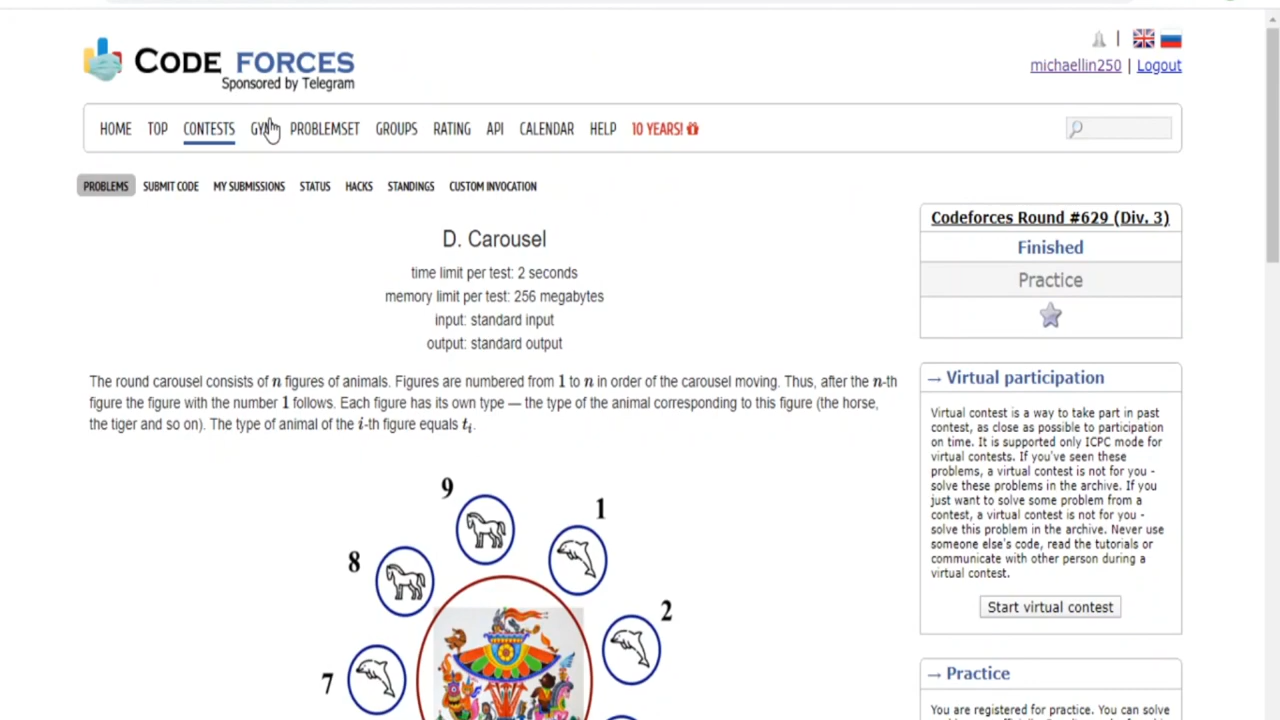 CODE FORCES
Sponsored by Telegram
|
michaellin250 | Logout
HOME TOP CONTESTS GYM PROBLEMSET GROUPS RATING API CALENDAR HELP 10 YEARS!
PROBLEMS SUBMIT CODE MY SUBMISSIONS STATUS HACKS STANDINGS CUSTOM INVOCATION
D. Carousel
time limit per test: 2 seconds
memory limit per test: 256 megabytes
input: standard input
output: standard output
The round carousel consists of n figures of animals. Figures are numbered from 1 to n in order of the carousel moving. Thus, after the n-th
figure the figure with the number 1 follows. Each figure has its own type — the type of the animal corresponding to this figure (the horse,
the tiger and so on). The type of animal of the i-th figure equals tᵢ.
9
1
8
2
7
Codeforces Round #629 (Div. 3)
Finished
Practice
→ Virtual participation
Virtual contest is a way to take part in past
contest, as close as possible to participation
on time. It is supported only ICPC mode for
virtual contests. If you've seen these
problems, a virtual contest is not for you -
solve these problems in the archive. If you
just want to solve some problem from a
contest, a virtual contest is not for you -
solve this problem in the archive. Never use
someone else's code, read the tutorials or
communicate with other person during a
virtual contest.
Start virtual contest
→ Practice
You are registered for practice. You can solve